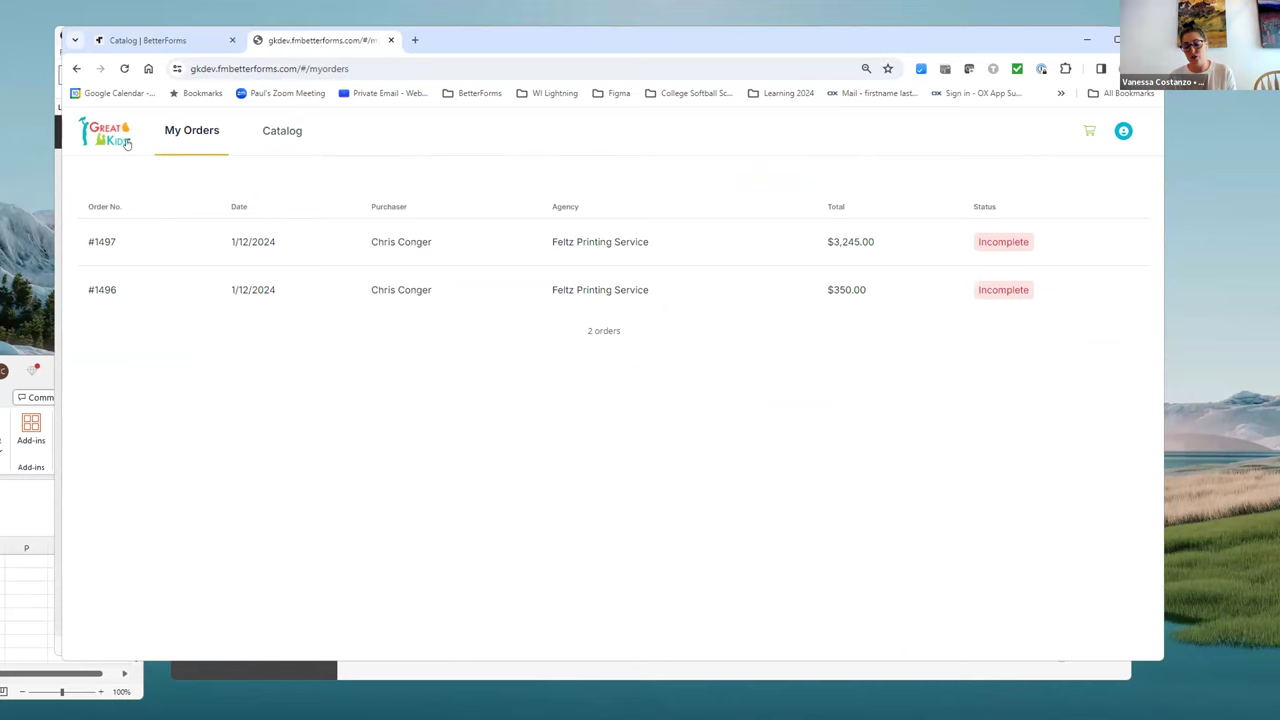 Catalog | BetterForms
gkdev.fmbetterforms.com/#/m
gkdev.fmbetterforms.com/#/myorders
Google Calendar -...
Bookmarks
Paul's Zoom Meeting
Private Email - Web...
BetterForms
WI Lightning
Figma
College Softball Sc...
Learning 2024
Mail - firstname last...
Sign in - OX App Su...
All Bookmarks
Vanessa Costanzo • ...
GREAT KIDS
My Orders
Catalog
Order No. Date Purchaser Agency Total Status
#1497 1/12/2024 Chris Conger Feltz Printing Service $3,245.00 Incomplete
#1496 1/12/2024 Chris Conger Feltz Printing Service $350.00 Incomplete
2 orders
C
Comm
Add-ins
Add-ins
P
100%